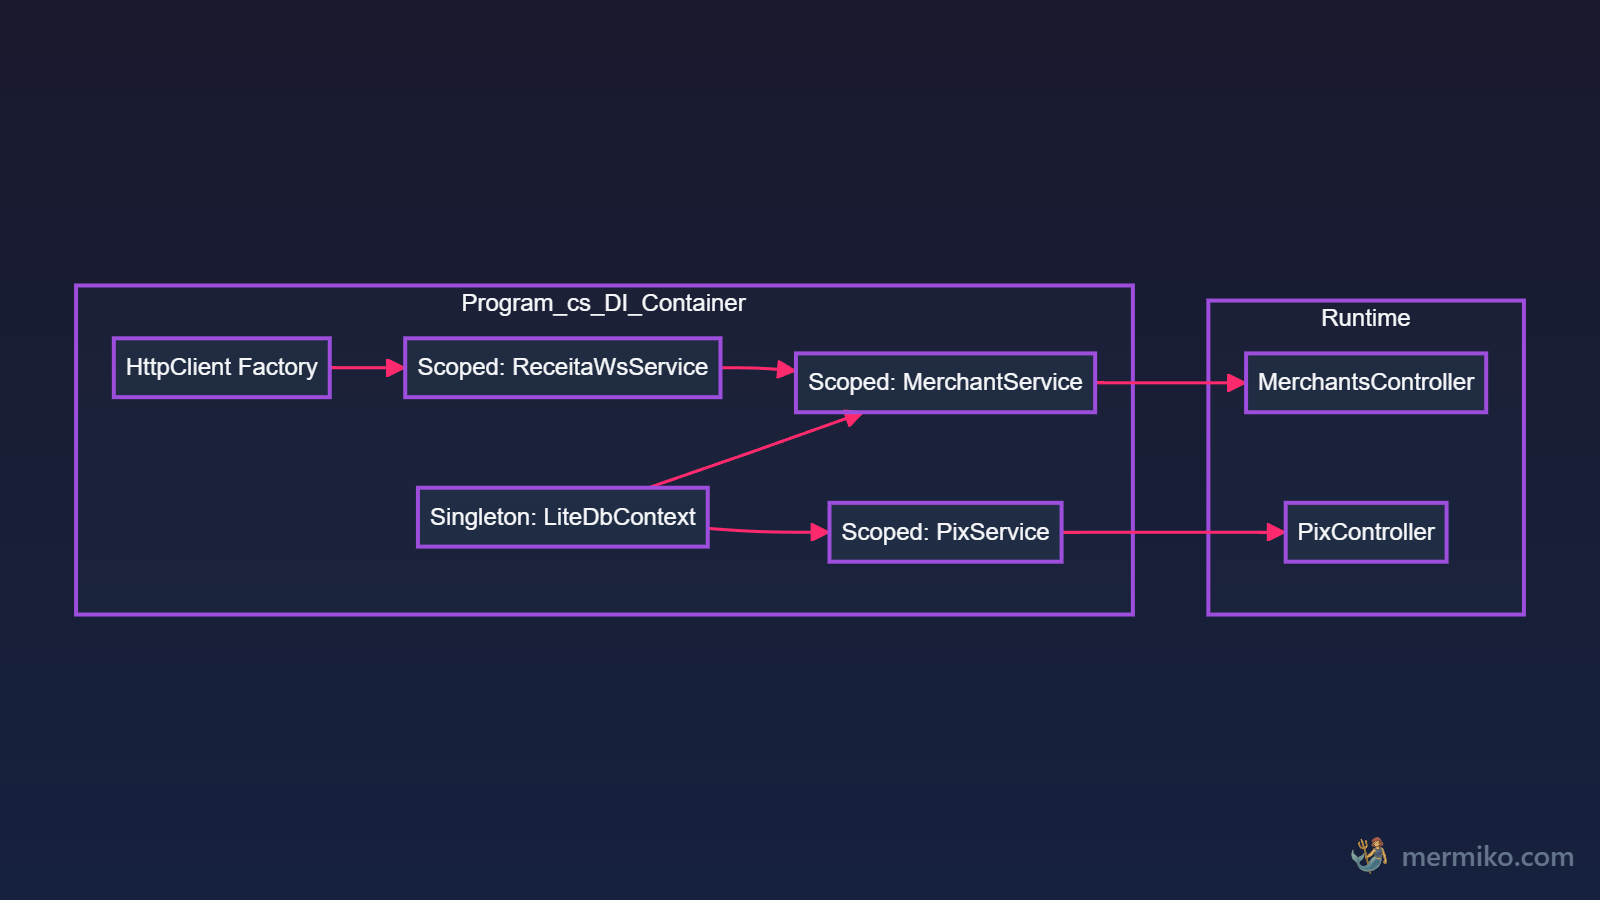 Program_cs_DI_Container
HttpClient Factory
Scoped: ReceitaWsService
Scoped: MerchantService
Singleton: LiteDbContext
Scoped: PixService
Runtime
MerchantsController
PixController
mermiko.com